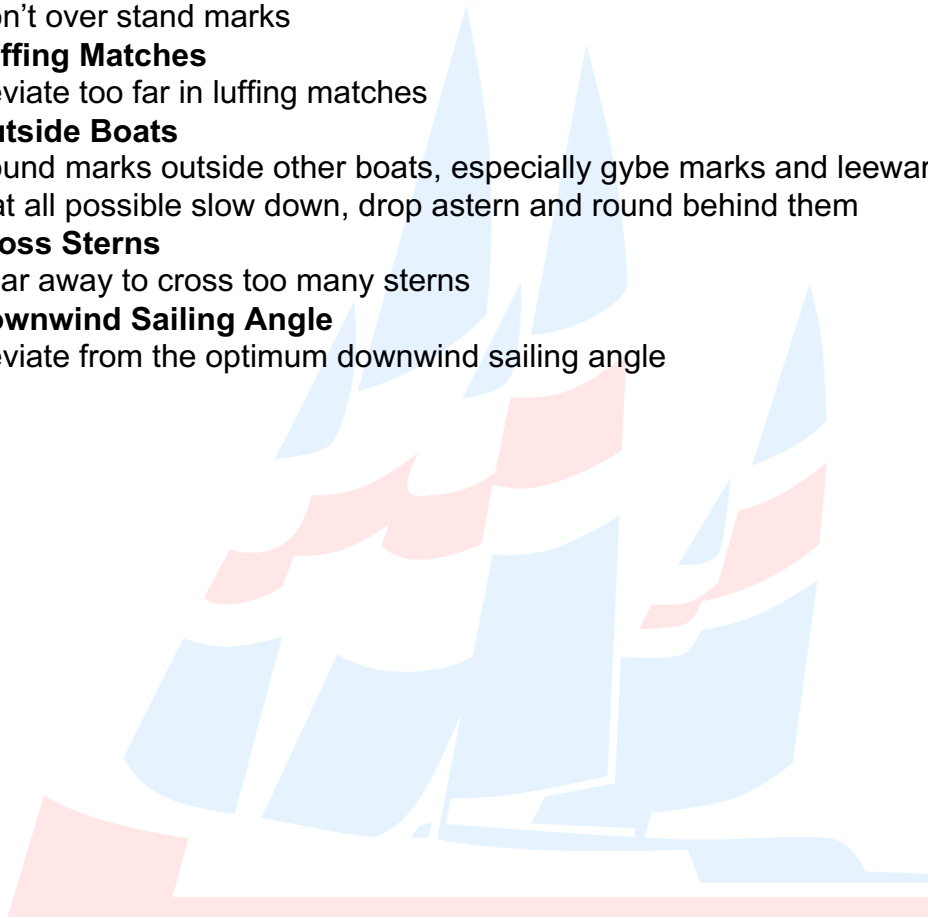 on't over stand marks
ffing Matches
eviate too far in luffing matches
utside Boats
ound marks outside other boats, especially gybe marks and leewar
at all possible slow down, drop astern and round behind them
oss Sterns
ar away to cross too many sterns
ownwind Sailing Angle
eviate from the optimum downwind sailing angle